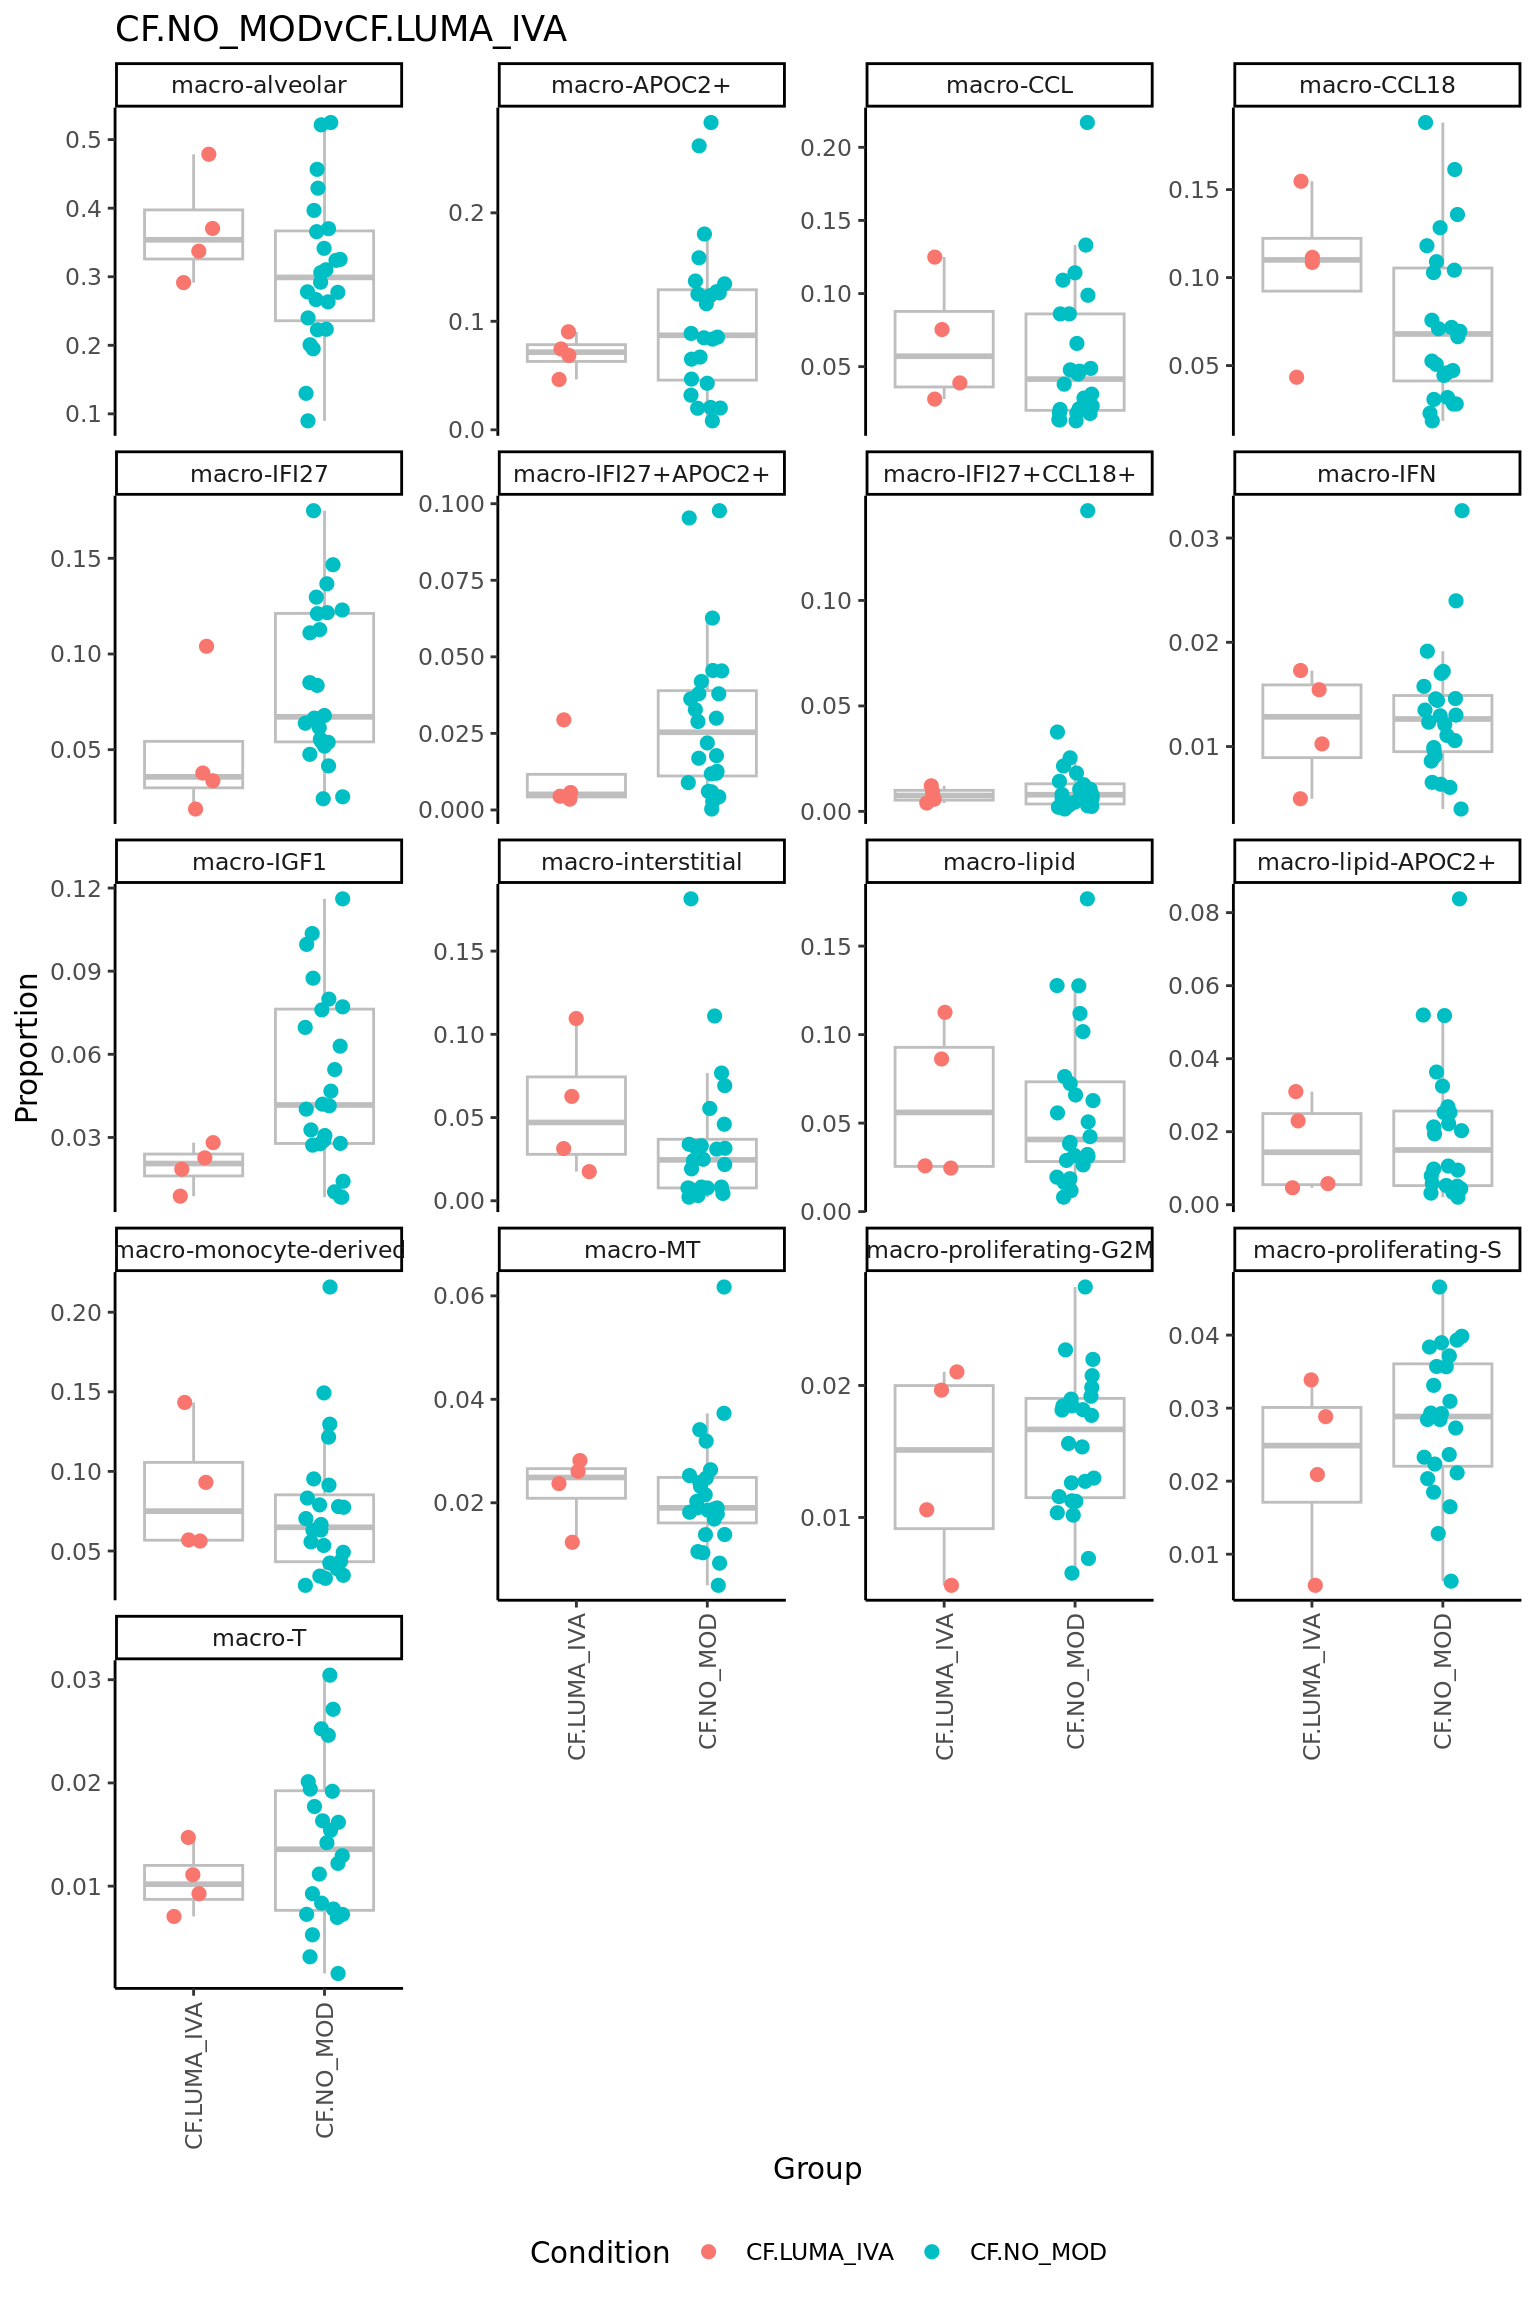 CF.NO_MODvCF.LUMA_IVA
macro-alveolar
macro-APOC2+
macro-CCL
macro-CCL18
0.5
0.4
0.3
0.2
0.1
0.2
0.1
0.0
0.20
0.15
0.10
0.05
0.15
0.10
0.05
macro-IFI27
macro-IFI27+APOC2+
macro-IFI27+CCL18+
macro-IFN
0.15
0.10
0.05
0.100
0.075
0.050
0.025
0.000
0.10
0.05
0.00
0.03
0.02
0.01
macro-IGF1
macro-interstitial
macro-lipid
macro-lipid-APOC2+
0.12
0.09
0.06
0.03
0.15
0.10
0.05
0.00
0.15
0.10
0.05
0.00
0.08
0.06
0.04
0.02
0.00
macro-monocyte-derived
macro-MT
macro-proliferating-G2M
macro-proliferating-S
0.20
0.15
0.10
0.05
0.06
0.04
0.02
0.02
0.01
0.04
0.03
0.02
0.01
CF.LUMA_IVA
CF.NO_MOD
CF.LUMA_IVA
CF.NO_MOD
CF.LUMA_IVA
CF.NO_MOD
macro-T
0.03
0.02
0.01
CF.LUMA_IVA
CF.NO_MOD
Proportion
Group
Condition CF.LUMA_IVA CF.NO_MOD